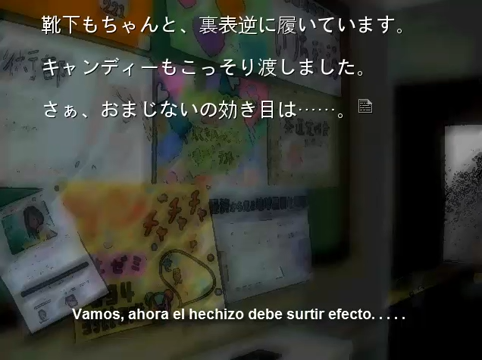 靴下もちゃんと、裏表逆に履いています。
キャンディーもこっそり渡しました。
さぁ、おまじないの効き目は……。
Vamos, ahora el hechizo debe surtir efecto. . . . .